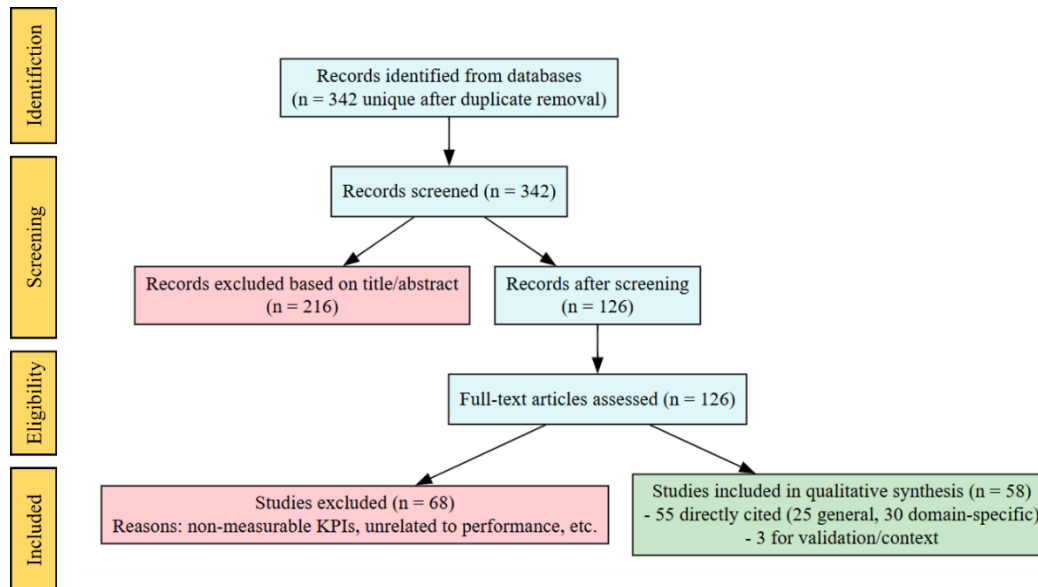 Identifiction
Records identified from databases
(n = 342 unique after duplicate removal)
Screening
Records screened (n = 342)
Records excluded based on title/abstract
(n = 216)
Records after screening
(n = 126)
Eligibility
Full-text articles assessed (n = 126)
Included
Studies excluded (n = 68)
Reasons: non-measurable KPIs, unrelated to performance, etc.
Studies included in qualitative synthesis (n = 58)
- 55 directly cited (25 general, 30 domain-specific)
- 3 for validation/context